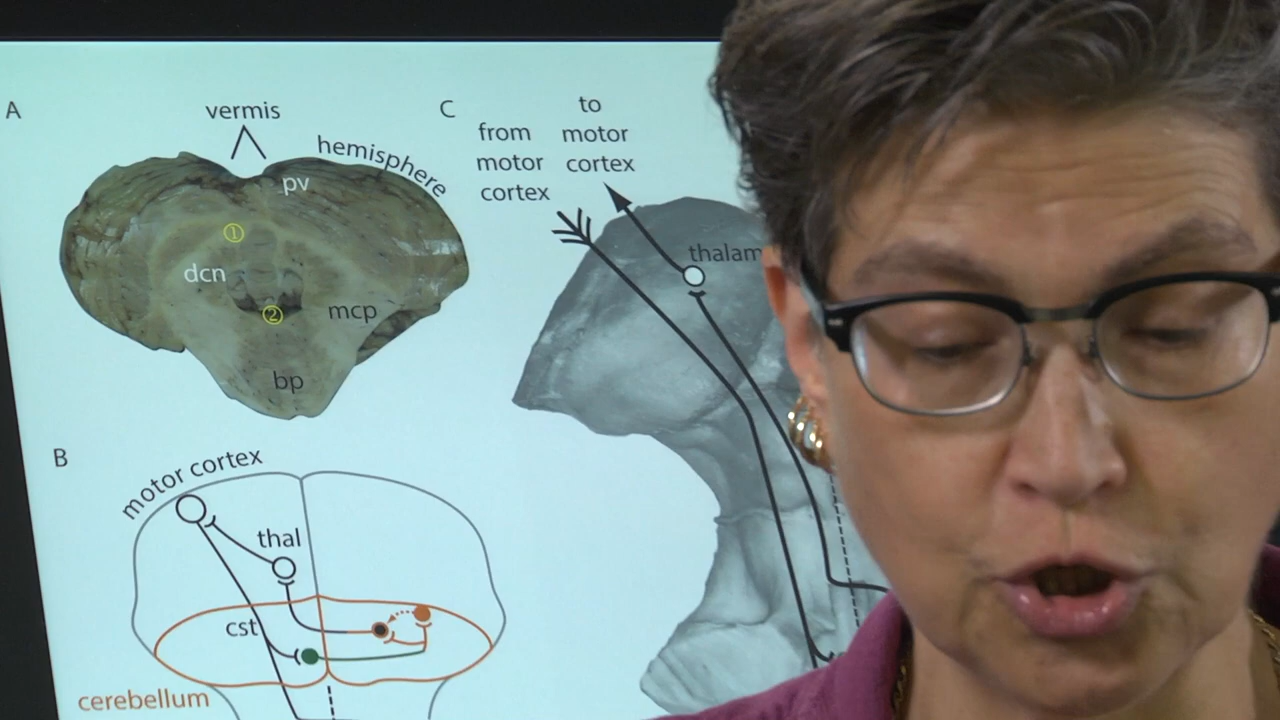 A
vermis
hemisphere
pv
①
dcn
②
mcp
bp
C
from
motor
cortex
to
motor
cortex
thalam
B
motor cortex
thal
cst
cerebellum